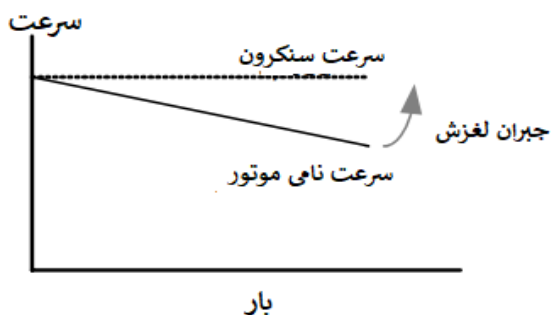 سرعت
سرعت سنکرون
جبران لغزش
سرعت نامی موتور
بار